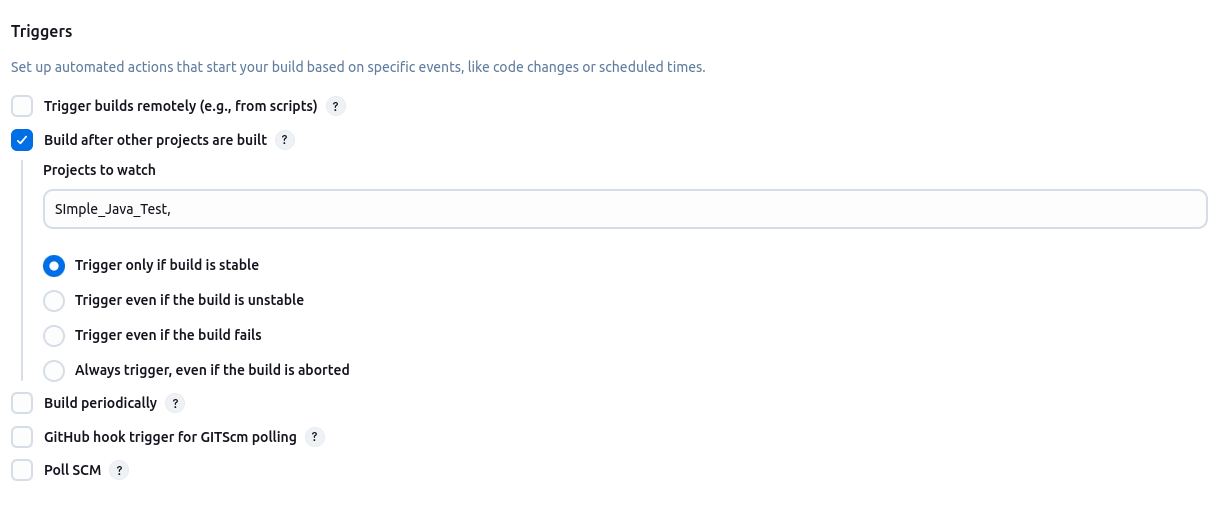 Triggers
Set up automated actions that start your build based on specific events, like code changes or scheduled times.
Trigger builds remotely (e.g., from scripts) ?
Build after other projects are built ?
Projects to watch
SImple_Java_Test,
Trigger only if build is stable
Trigger even if the build is unstable
Trigger even if the build fails
Always trigger, even if the build is aborted
Build periodically ?
GitHub hook trigger for GITScm polling ?
Poll SCM ?